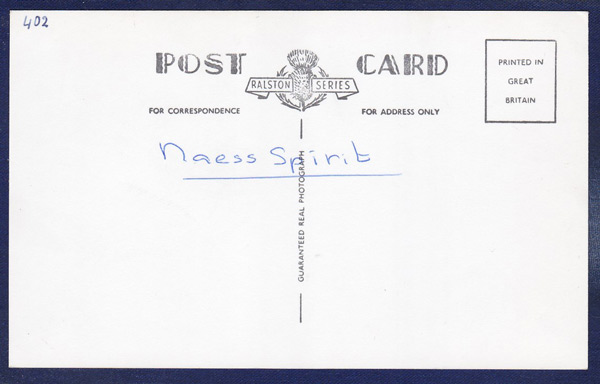 402
POST CARD
RALSTON SERIES
PRINTED IN
GREAT
BRITAIN
FOR CORRESPONDENCE
FOR ADDRESS ONLY
Naess Spirit
GUARANTEED REAL PHOTOGRAPH